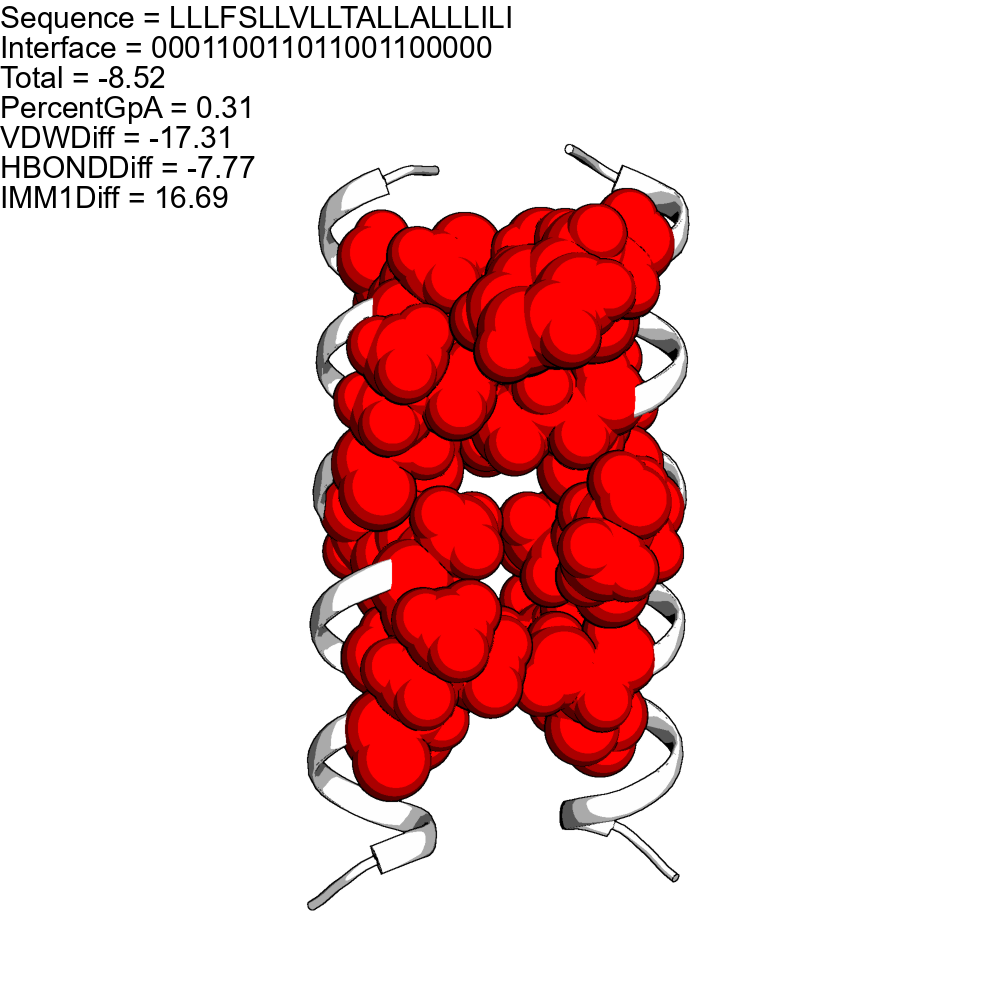 Sequence = LLLFSLLVLLTALLALLLILI
Interface = 000110011011001100000
Total = -8.52
PercentGpA = 0.31
VDWDiff = -17.31
HBONDDiff = -7.77
IMM1Diff = 16.69